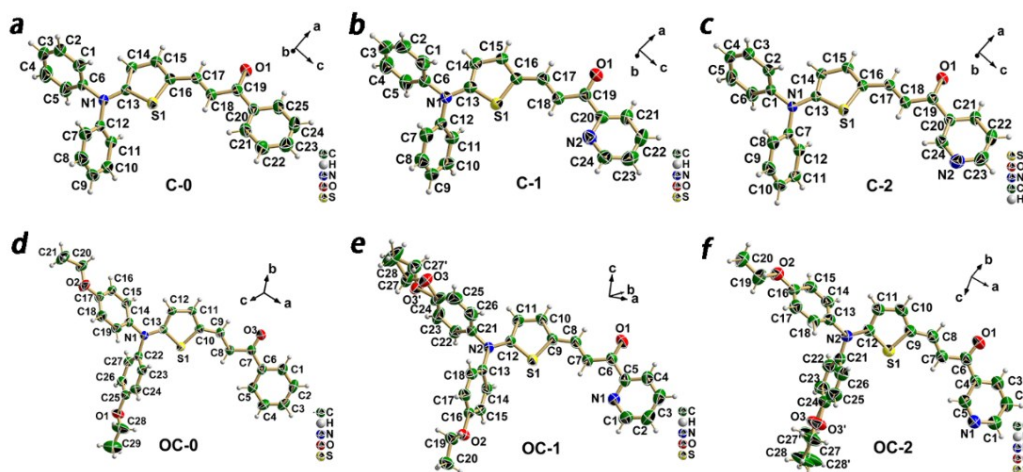 a
C3 C2
C1
C4
C6
C5
N1
C14 C15
C13
S1
C16
C17
C18
O1
C19
C20
C25
C24
C23
C22
C21
C12
C7
C11
C8
C10
C9
b
a
c
C
H
N
O
S
C-0
b
C3 C2
C1
C4
C6
C5
N1
C15
C14
C16
C13
S1
C17
C18
O1
C19
C20
C21
C22
C23
C24
N2
C12
C7
C11
C8
C10
C9
a
b
c
C
H
N
O
S
C-1
c
C4 C3
C2
C5
C6
C1
N1
C15
C14
C16
C13
S1
C17
C18
C19
O1
C20
C21
C22
C23
N2
C24
C8
C7
C9
C12
C10
C11
a
b
c
S
O
N
C
H
C-2
d
C21 C20
O2
C16
C15
C17
C14
C18
C19
N1
C13
C12
C11
C10
S1
C9
C8
O3
C7
C6
C1
C2
C3
C4
C5
C22
C27
C23
C26
C24
C25
O1
C28
C29
b
c
a
C
H
N
O
S
OC-0
e
C28
C27'
C27
O3
O3'
C25
C24
C26
C23
C22
C21
N2
C11
C10
C12
S1
C9
C8
C7
O1
C6
C5
C4
C3
C2
C1
N1
C18
C13
C17
C14
C16
C15
O2
C19
C20
c
b
a
C
H
N
O
S
OC-1
f
C20
O2
C19
C15
C16
C14
C17
C13
C18
N2
C11
C10
C12
S1
C9
C8
C7
O1
C6
C4
C3
C5
N1
C1
C21
C22
C23
C26
C24
C25
O3'
C27'
C27
C28
C28'
b
c
a
C
H
N
O
S
OC-2